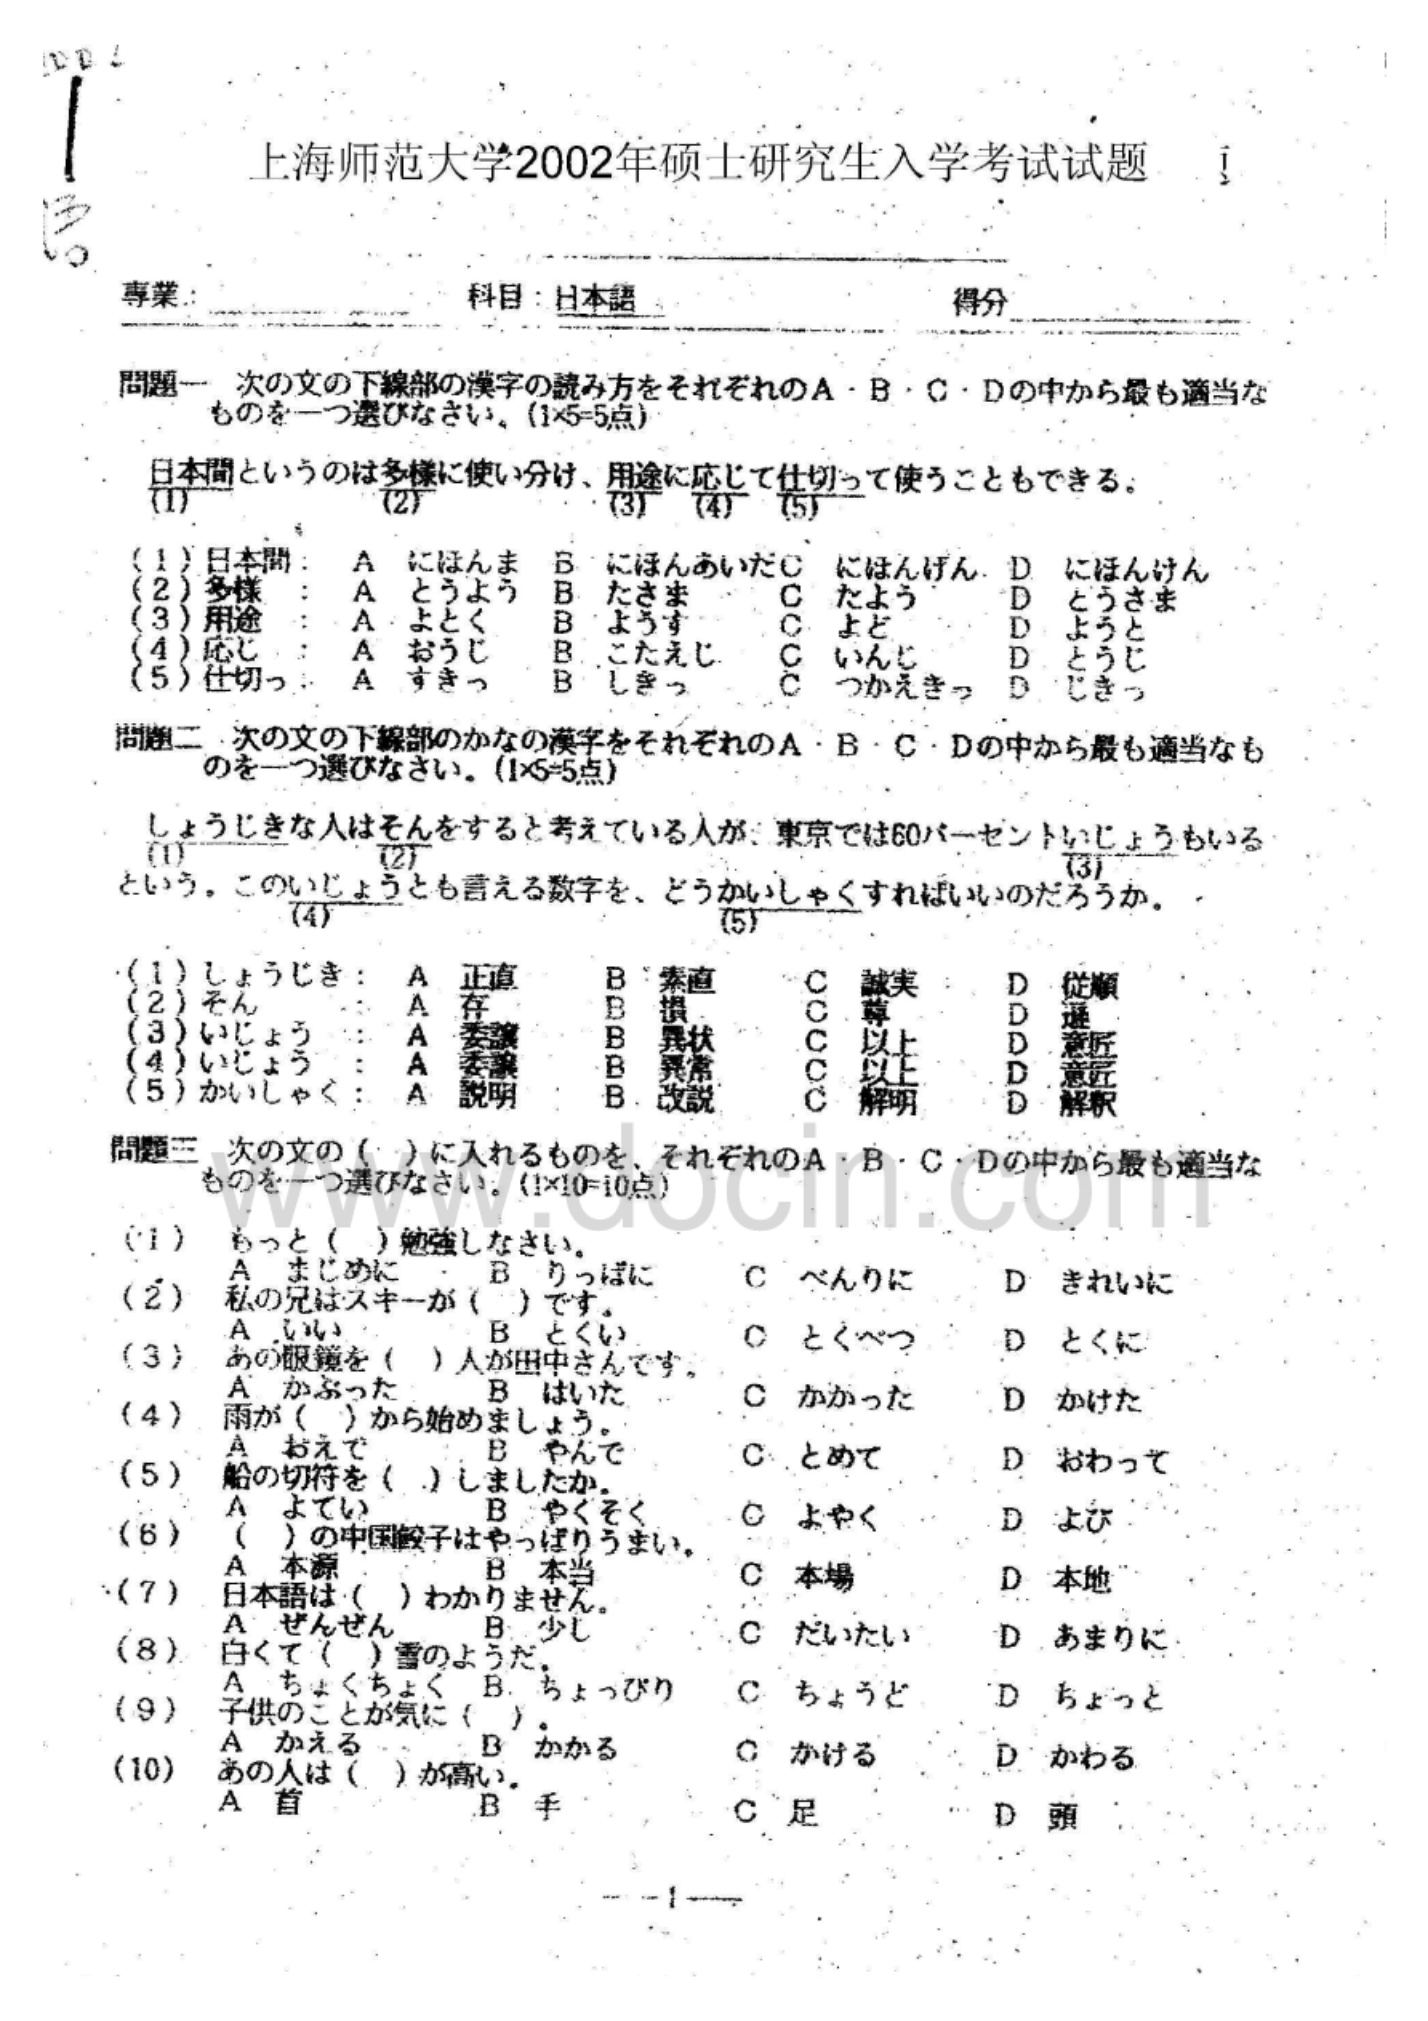 上海师范大学2002年硕士研究生入学考试试题
専業： 科目：日本語 得分
問題一 次の文の下線部の漢字の読み方をそれぞれのＡ・Ｂ・Ｃ・Ｄの中から最も適当な
ものを一つ選びなさい。(1×5=5点)
日本間というのは多様に使い分け、用途に応じて仕切って使うこともできる。
(1) (2) (3) (4) (5)
(1) 日本間： A にほんま B にほんあいだ C にほんげん D にほんけん
(2) 多様 ： A とうよう B たさま C たよう D とうさま
(3) 用途 ： A よとく B ようす C よど D ようと
(4) 応じ ： A おうじ B こたえじ C いんじ D とうじ
(5) 仕切っ： A すきっ B しきっ C つかえきっ D じきっ
問題二 次の文の下線部のかなの漢字をそれぞれのＡ・Ｂ・Ｃ・Ｄの中から最も適当なも
のを一つ選びなさい。(1×5=5点)
しょうじきな人はそんをすると考えている人が、東京では60パーセントいじょうもいる
(1) (2) (3)
という。このいじょうとも言える数字を、どうかいしゃくすればいいのだろうか。
(4) (5)
(1) しょうじき： A 正直 B 素直 C 誠実 D 従順
(2) そん ： A 存 B 損 C 尊 D 遜
(3) いじょう ： A 委譲 B 異状 C 以上 D 意匠
(4) いじょう ： A 委譲 B 異常 C 以上 D 意匠
(5) かいしゃく： A 説明 B 改説 C 解明 D 解釈
問題三 次の文の（ ）に入れるものを、それぞれのＡ・Ｂ・Ｃ・Ｄの中から最も適当な
ものを一つ選びなさい。(1×10=10点)
www.docin.com
(1) もっと（ ）勉強しなさい。
A まじめに B りっぱに C べんりに D きれいに
(2) 私の兄はスキーが（ ）です。
A いい B とくい C とくべつ D とくに
(3) あの眼鏡を（ ）人が田中さんです。
A かぶった B はいた C かかった D かけた
(4) 雨が（ ）から始めましょう。
A おえで B やんで C とめて D おわって
(5) 船の切符を（ ）しましたか。
A よてい B やくそく C よやく D よび
(6) （ ）の中国餃子はやっぱりうまい。
A 本源 B 本当 C 本場 D 本地
(7) 日本語は（ ）わかりません。
A ぜんぜん B 少し C だいたい D あまりに
(8) 白くて（ ）雪のようだ。
A ちょくちょく B ちょっぴり C ちょうど D ちょっと
(9) 子供のことが気に（ ）。
A かえる B かかる C かける D かわる
(10) あの人は（ ）が高い。
A 首 B 手 C 足 D 頭
—1—